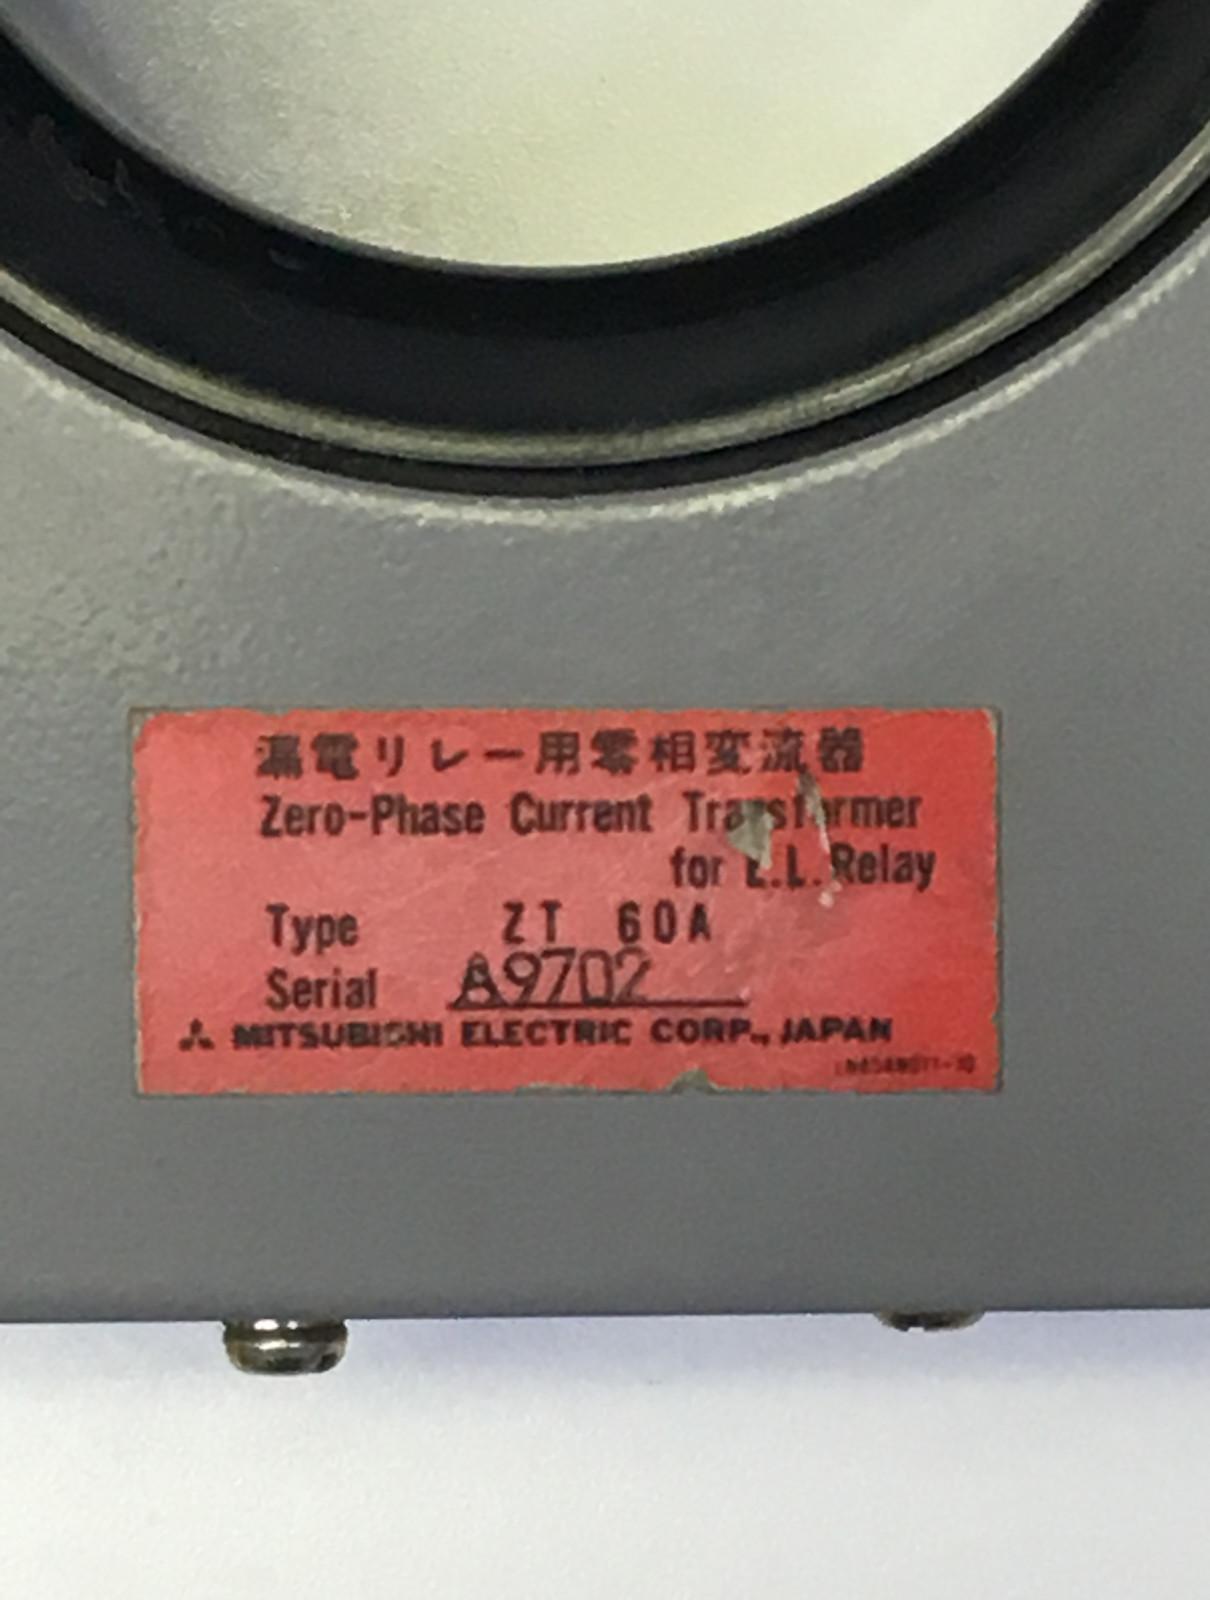 漏電リレー用零相変流器
Zero-Phase Current Transformer
for E.L. Relay
Type ZT 60A
Serial A9702
MITSUBISHI ELECTRIC CORP., JAPAN